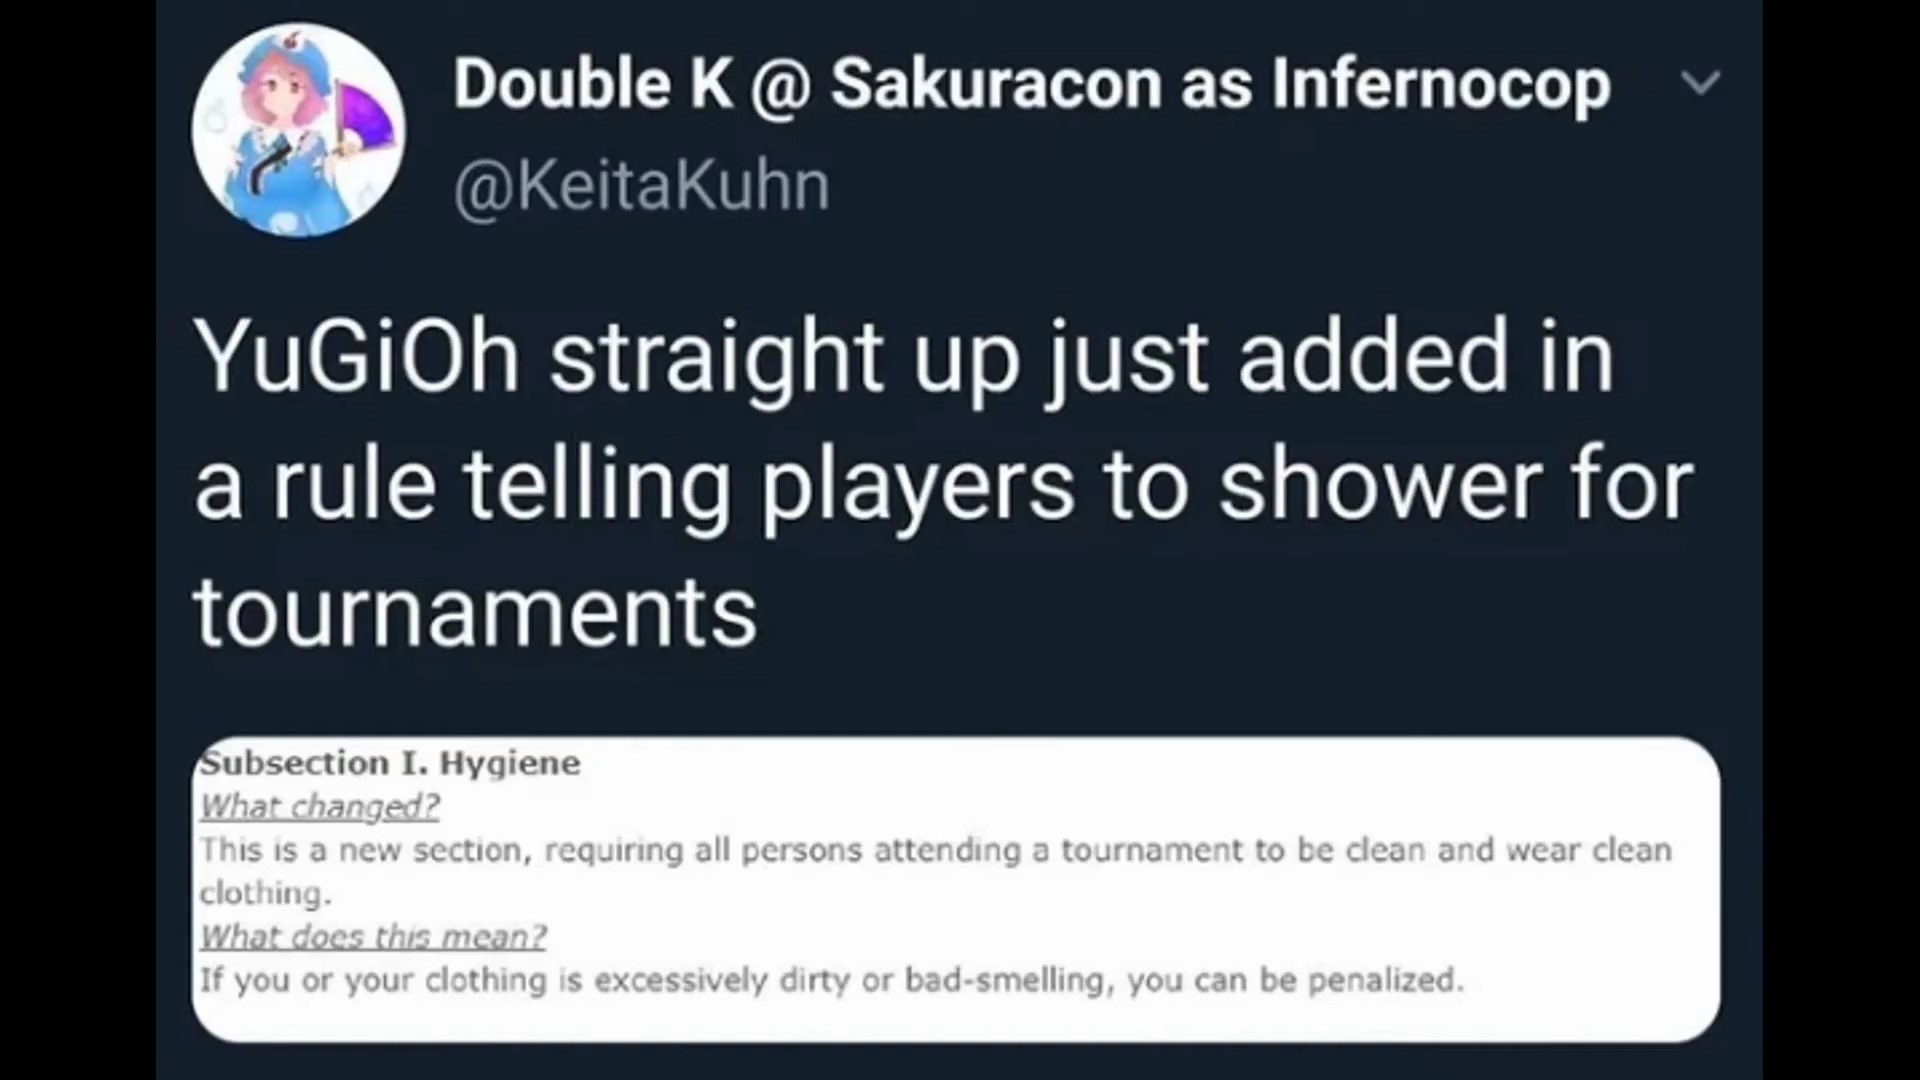 Double K @ Sakuracon as Infernocop
@KeitaKuhn
YuGiOh straight up just added in
a rule telling players to shower for
tournaments
Subsection I. Hygiene
What changed?
This is a new section, requiring all persons attending a tournament to be clean and wear clean
clothing.
What does this mean?
If you or your clothing is excessively dirty or bad-smelling, you can be penalized.